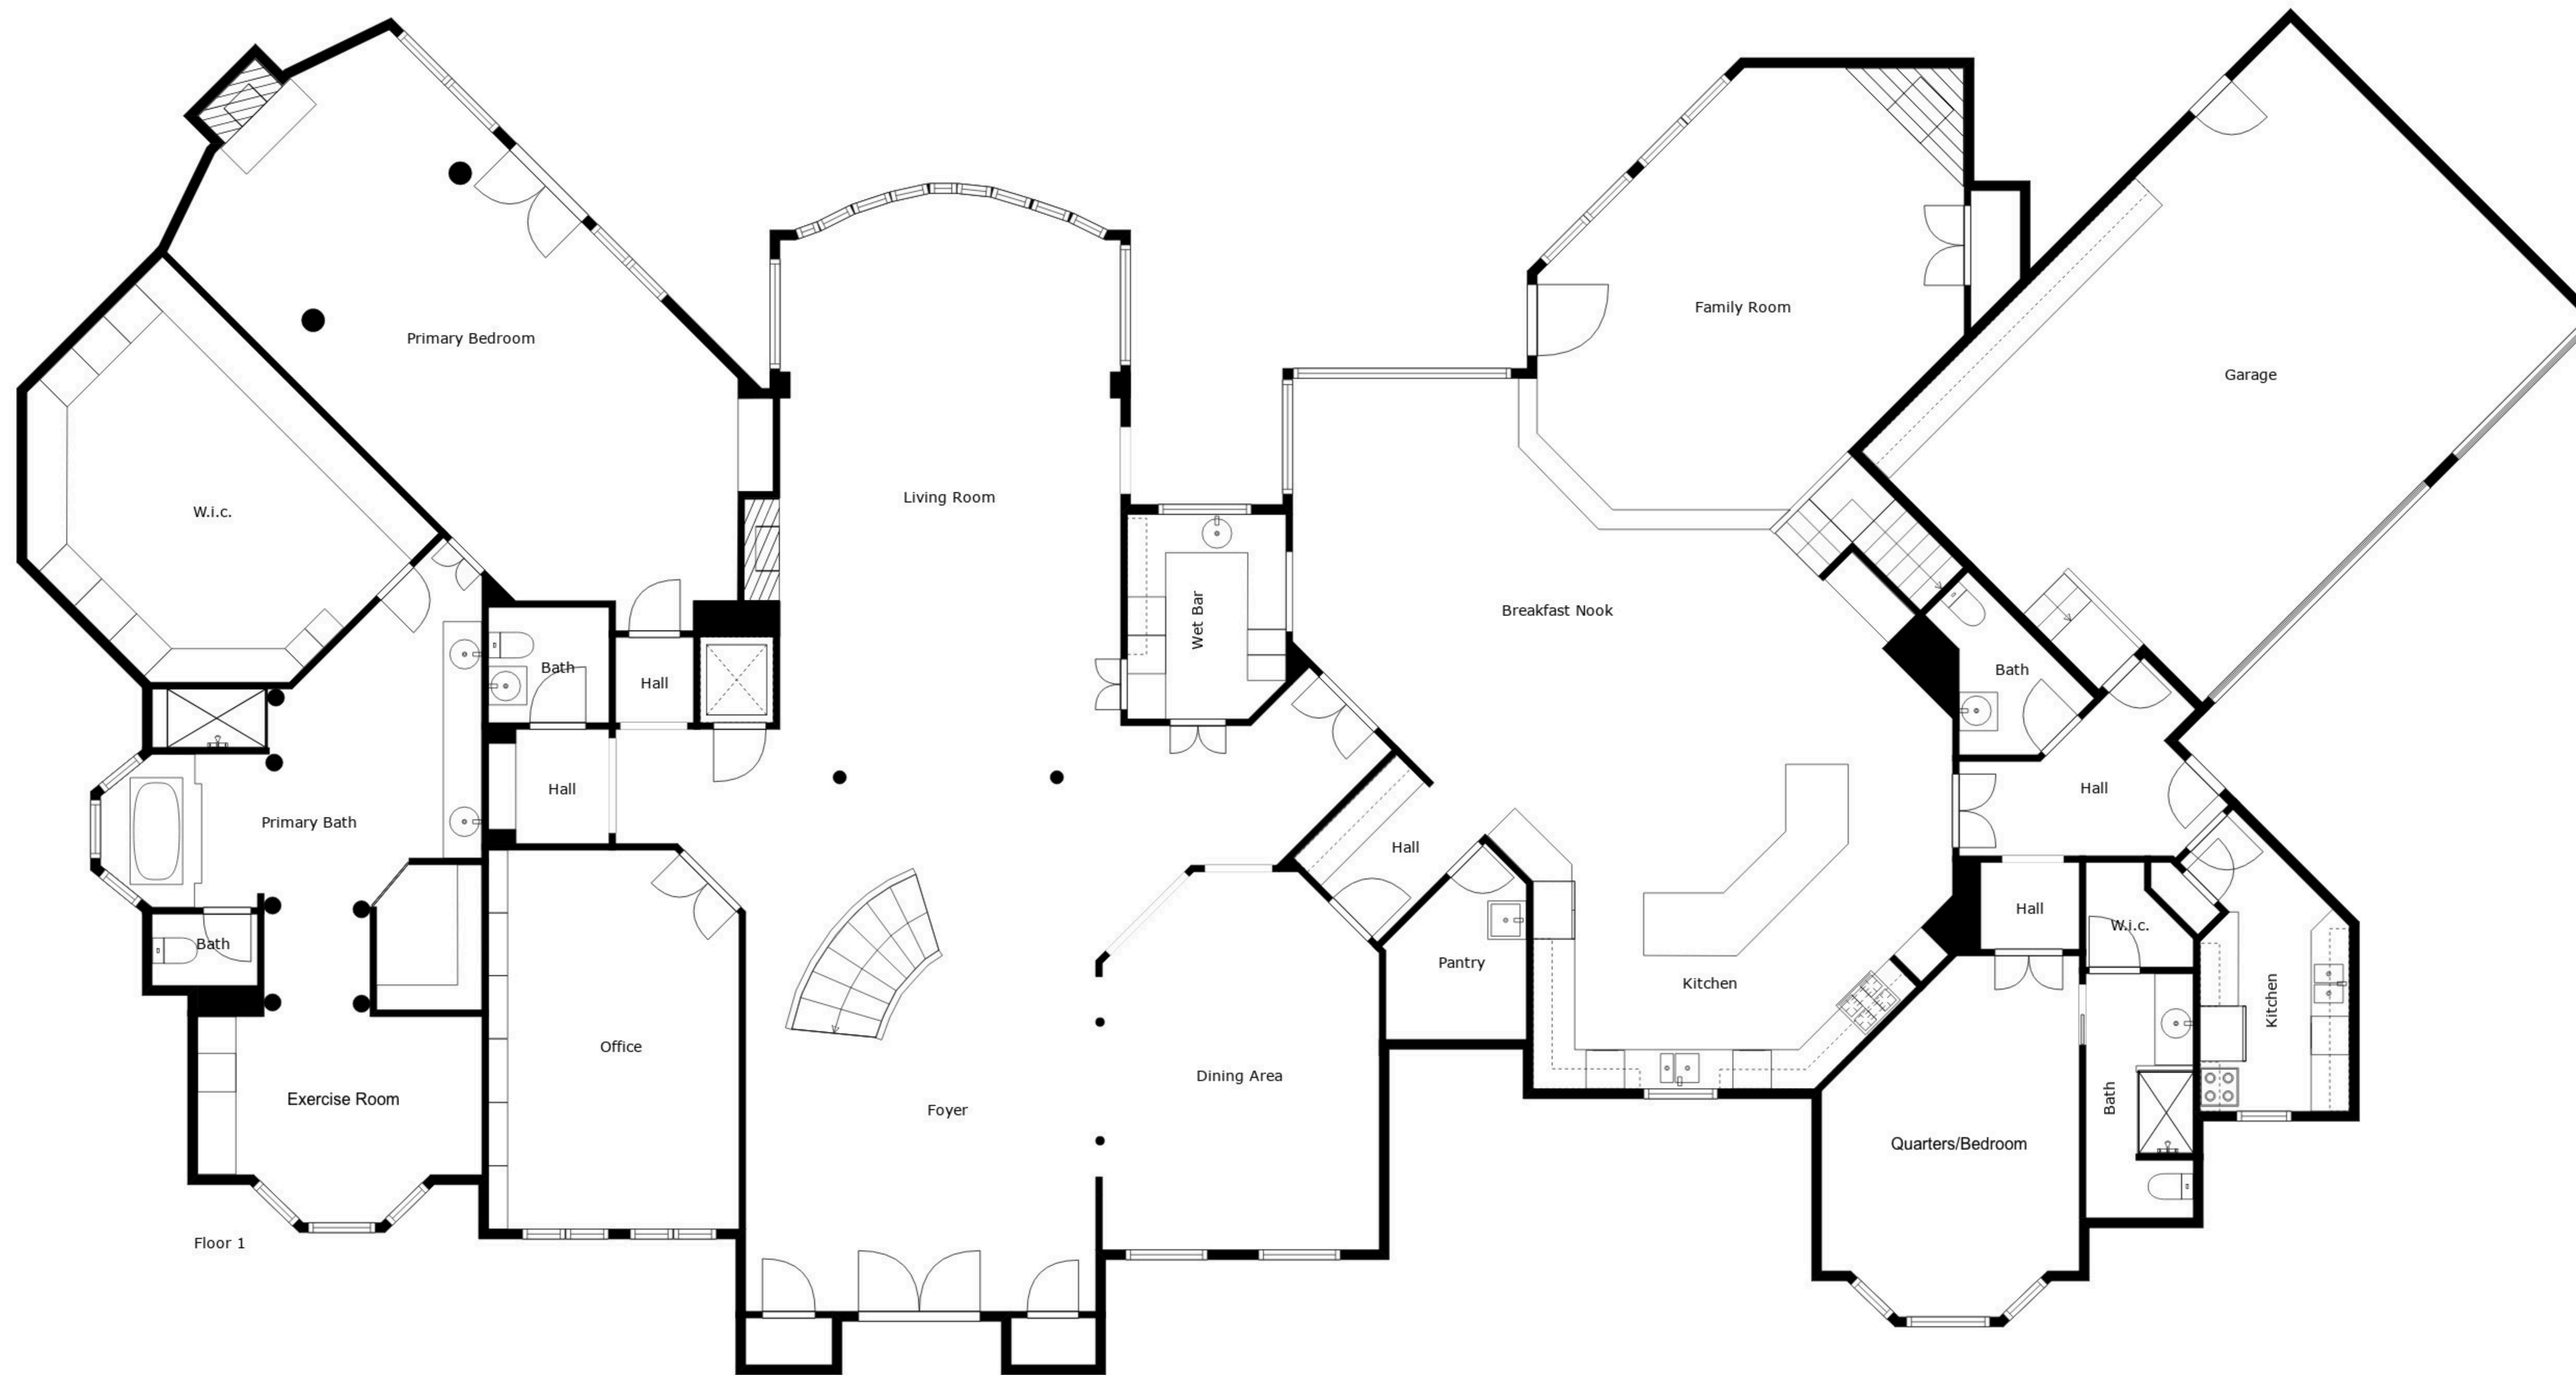 Primary Bedroom
Family Room
Garage
Living Room
W.i.c.
Breakfast Nook
Wet Bar
Bath
Hall
Bath
Hall
Hall
Primary Bath
Hall
Hall
W.i.c.
Bath
Pantry
Kitchen
Kitchen
Office
Exercise Room
Dining Area
Foyer
Bath
Quarters/Bedroom
Floor 1